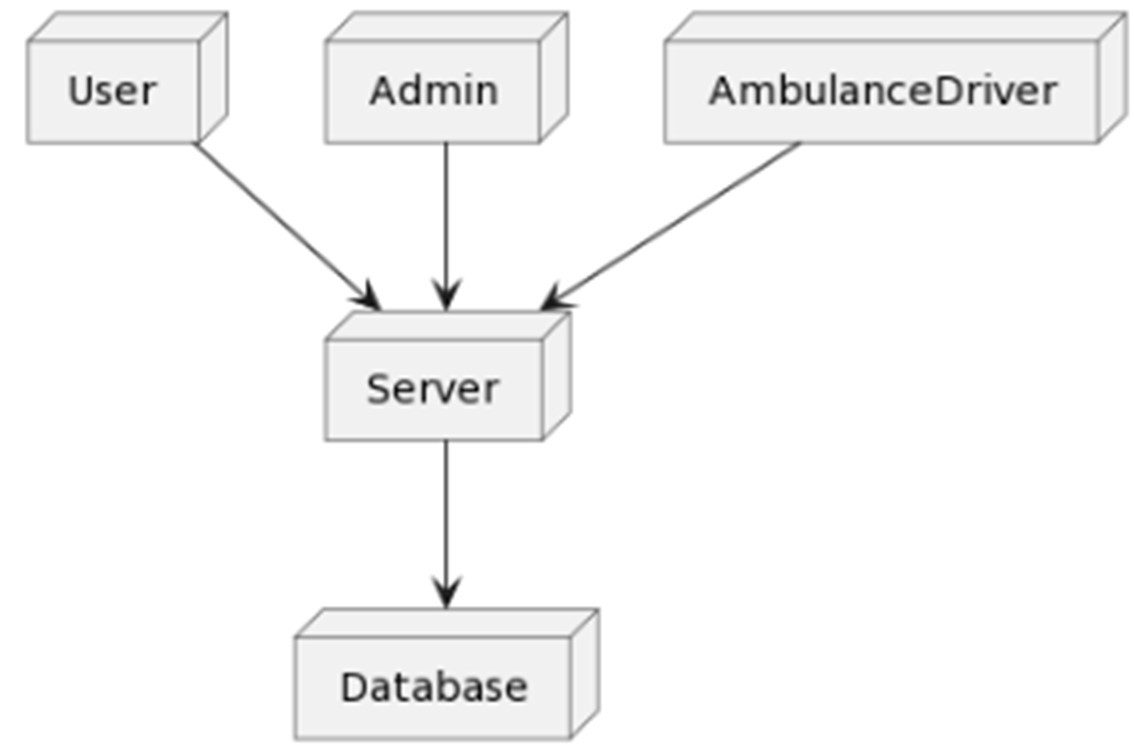 User
Admin
AmbulanceDriver
Server
Database